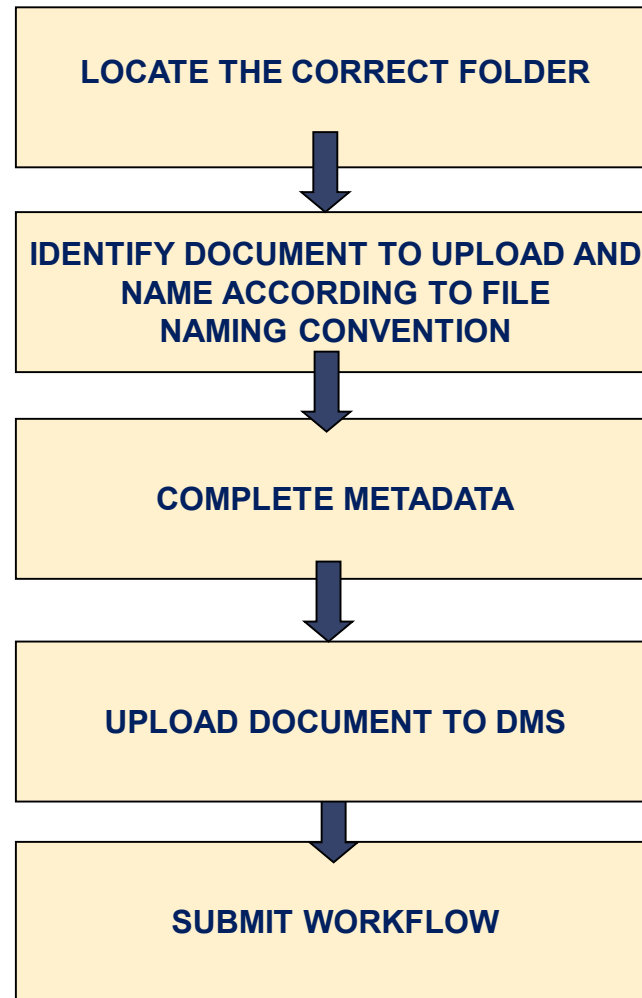 LOCATE THE CORRECT FOLDER
IDENTIFY DOCUMENT TO UPLOAD AND
NAME ACCORDING TO FILE
NAMING CONVENTION
COMPLETE METADATA
UPLOAD DOCUMENT TO DMS
SUBMIT WORKFLOW